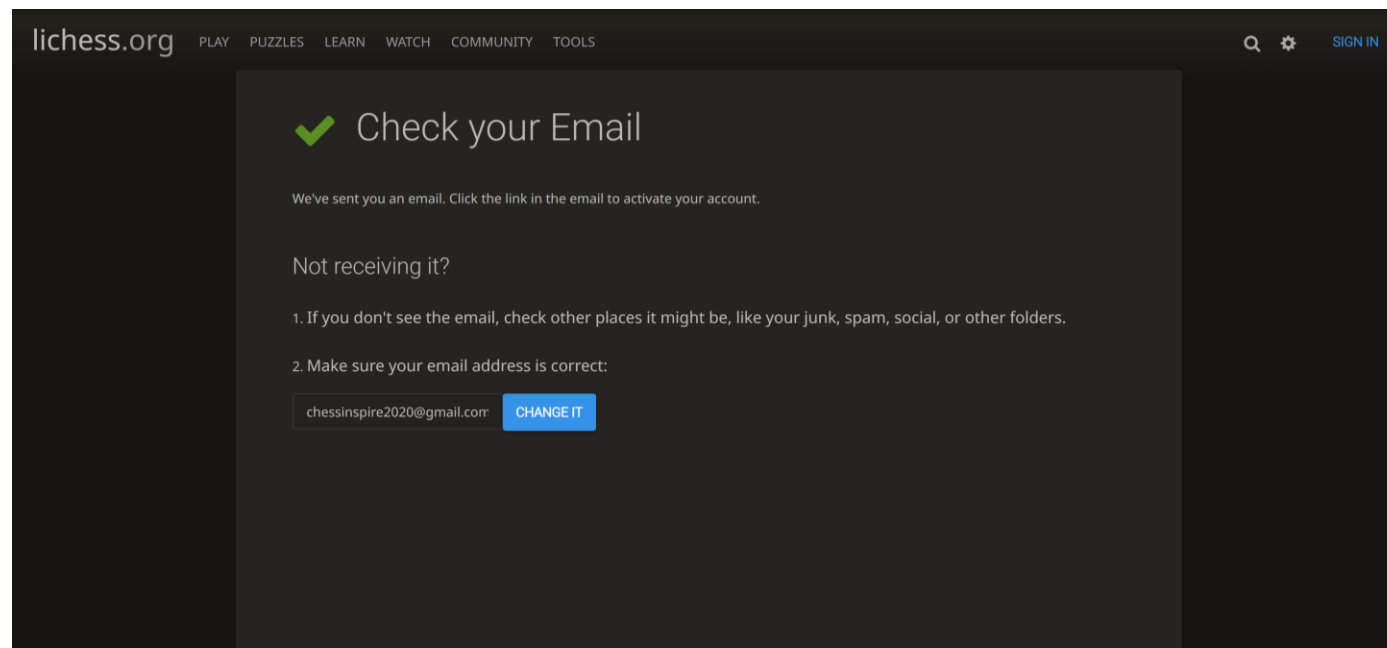 lichess.org PLAY PUZZLES LEARN WATCH COMMUNITY TOOLS SIGN IN
Check your Email
We've sent you an email. Click the link in the email to activate your account.
Not receiving it?
1. If you don't see the email, check other places it might be, like your junk, spam, social, or other folders.
2. Make sure your email address is correct:
chessinspire2020@gmail.com CHANGE IT